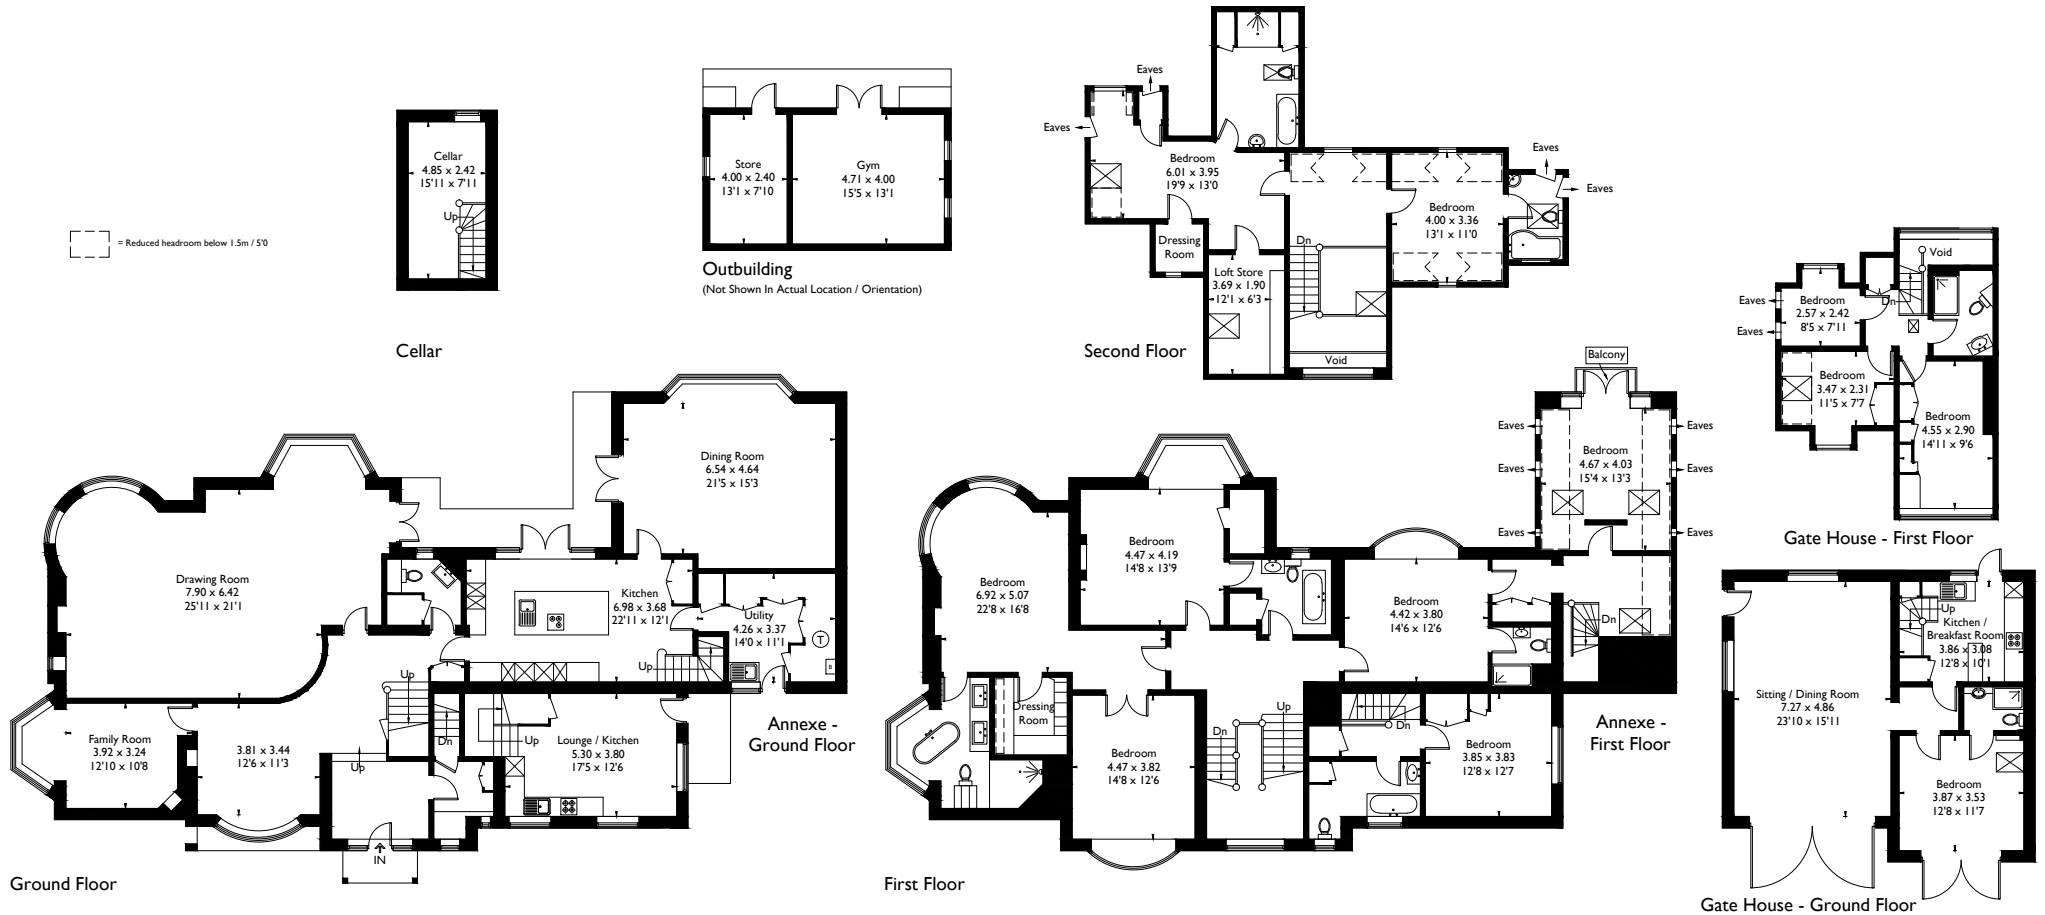 = Reduced headroom below 1.5m / 5'0
Cellar
4.85 x 2.42
15'11 x 7'11
Up
Cellar
Store
4.00 x 2.40
13'1 x 7'10
Gym
4.71 x 4.00
15'5 x 13'1
Outbuilding
(Not Shown In Actual Location / Orientation)
Eaves
Eaves
Bedroom
6.01 x 3.95
19'9 x 13'0
Dressing
Room
Loft Store
3.69 x 1.90
12'1 x 6'3
Dn
Void
Bedroom
4.00 x 3.36
13'1 x 11'0
Eaves
Eaves
Second Floor
Void
Dn
Eaves
Eaves
Bedroom
2.57 x 2.42
8'5 x 7'11
Bedroom
3.47 x 2.31
11'5 x 7'7
Bedroom
4.55 x 2.90
14'11 x 9'6
Gate House - First Floor
Drawing Room
7.90 x 6.42
25'11 x 21'1
Dining Room
6.54 x 4.64
21'5 x 15'3
Kitchen
6.98 x 3.68
22'11 x 12'1
Up
Utility
4.26 x 3.37
14'0 x 11'1
T
B
Up
Family Room
3.92 x 3.24
12'10 x 10'8
3.81 x 3.44
12'6 x 11'3
Up
Dn
Up
Lounge / Kitchen
5.30 x 3.80
17'5 x 12'6
IN
Annexe -
Ground Floor
Ground Floor
Bedroom
6.92 x 5.07
22'8 x 16'8
Bedroom
4.47 x 4.19
14'8 x 13'9
Dressing
Room
Bedroom
4.47 x 3.82
14'8 x 12'6
Dn
Up
Bedroom
4.42 x 3.80
14'6 x 12'6
Dn
Bedroom
3.85 x 3.83
12'8 x 12'7
Balcony
Bedroom
4.67 x 4.03
15'4 x 13'3
Eaves
Eaves
Eaves
Eaves
Eaves
Eaves
Dn
Annexe -
First Floor
First Floor
Sitting / Dining Room
7.27 x 4.86
23'10 x 15'11
Up
Kitchen /
Breakfast Room
3.86 x 3.08
12'8 x 10'1
Bedroom
3.87 x 3.53
12'8 x 11'7
Gate House - Ground Floor